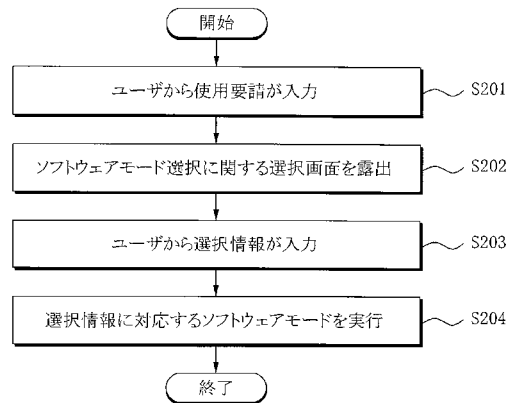 開始
ユーザから使用要請が入力
S201
ソフトウェアモード選択に関する選択画面を露出
S202
ユーザから選択情報が入力
S203
選択情報に対応するソフトウェアモードを実行
S204
終了